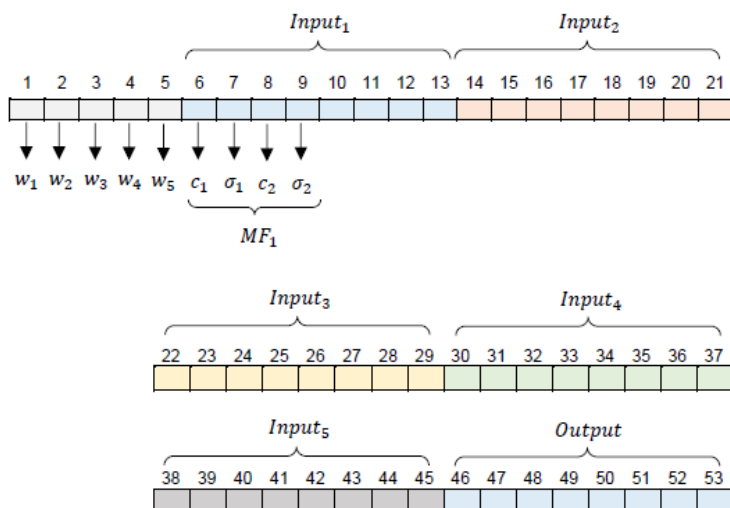 Input₁ Input₂
1 2 3 4 5 6 7 8 9 10 11 12 13 14 15 16 17 18 19 20 21
w₁ w₂ w₃ w₄ w₅ c₁ σ₁ c₂ σ₂
MF₁
Input₃ Input₄
22 23 24 25 26 27 28 29 30 31 32 33 34 35 36 37
Input₅ Output
38 39 40 41 42 43 44 45 46 47 48 49 50 51 52 53